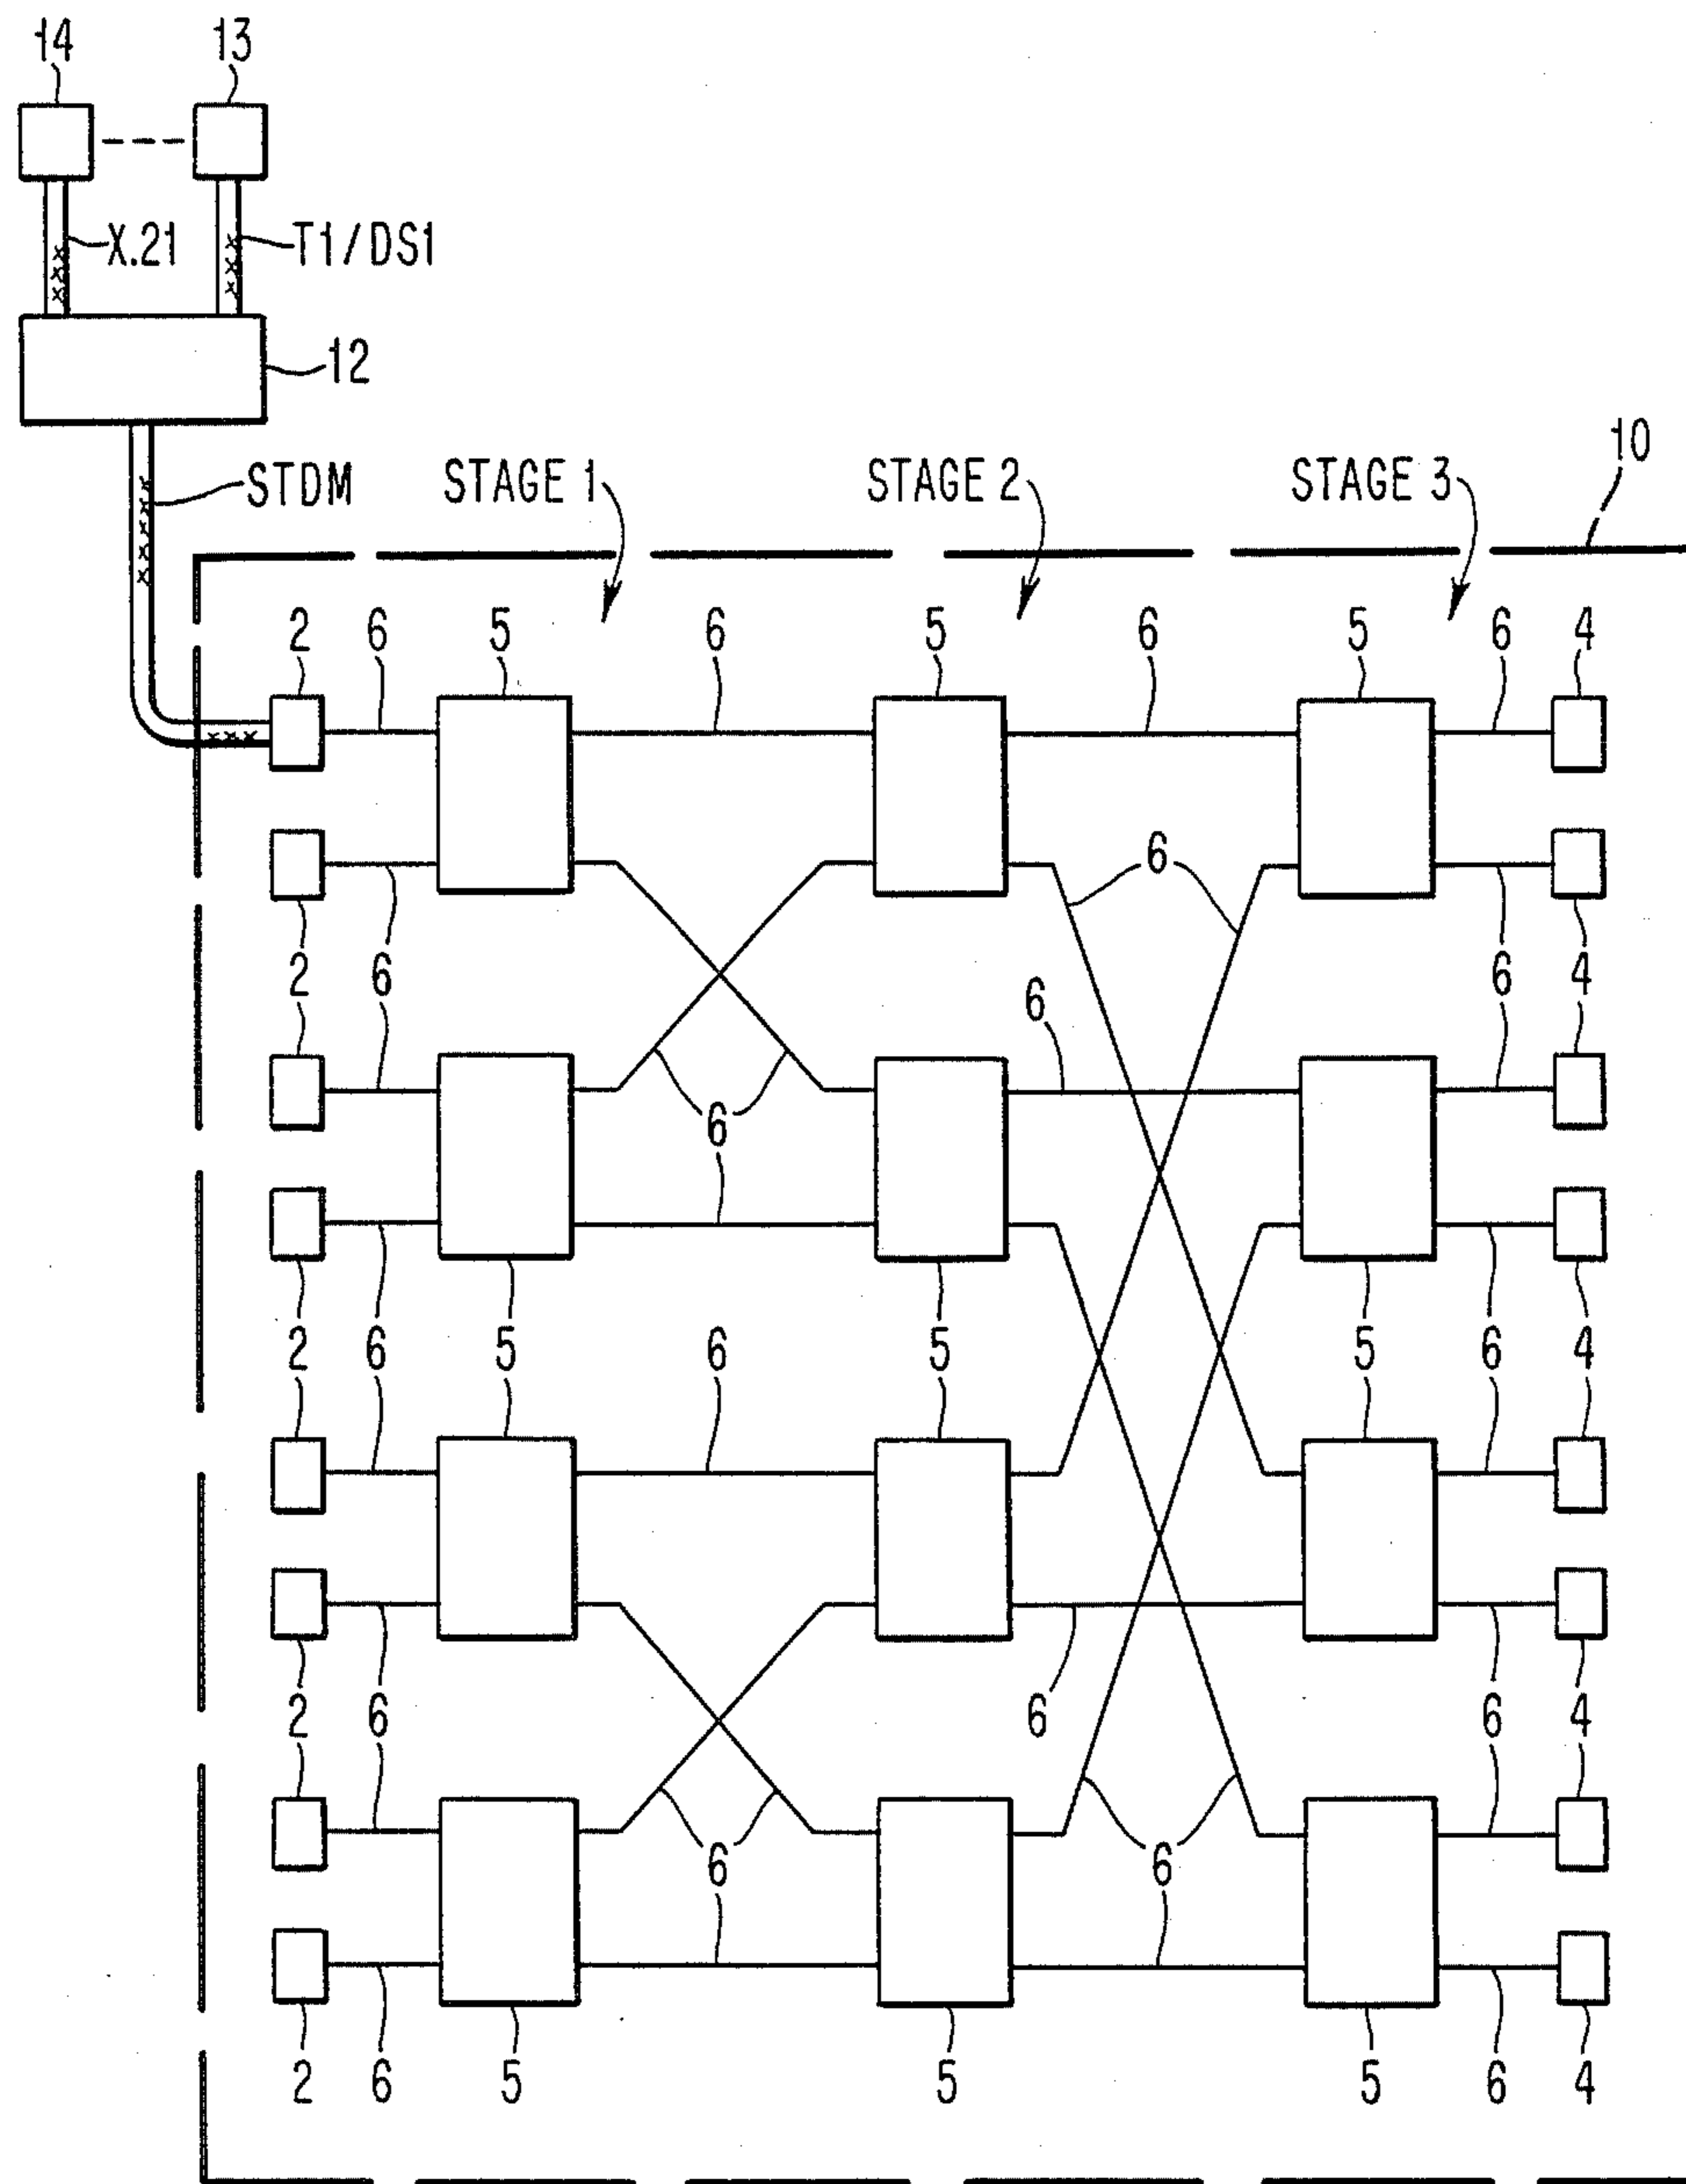 14 13
X.21 T1/DS1
12
10
STDM STAGE 1 STAGE 2 STAGE 3
2 6 5 6 5 6 5 6 4
6
2 6 6 6 4
6
2 6 5 6 5 5 6 4
2 6 6 6 4
6 6
2 6 5 5 5 6 4